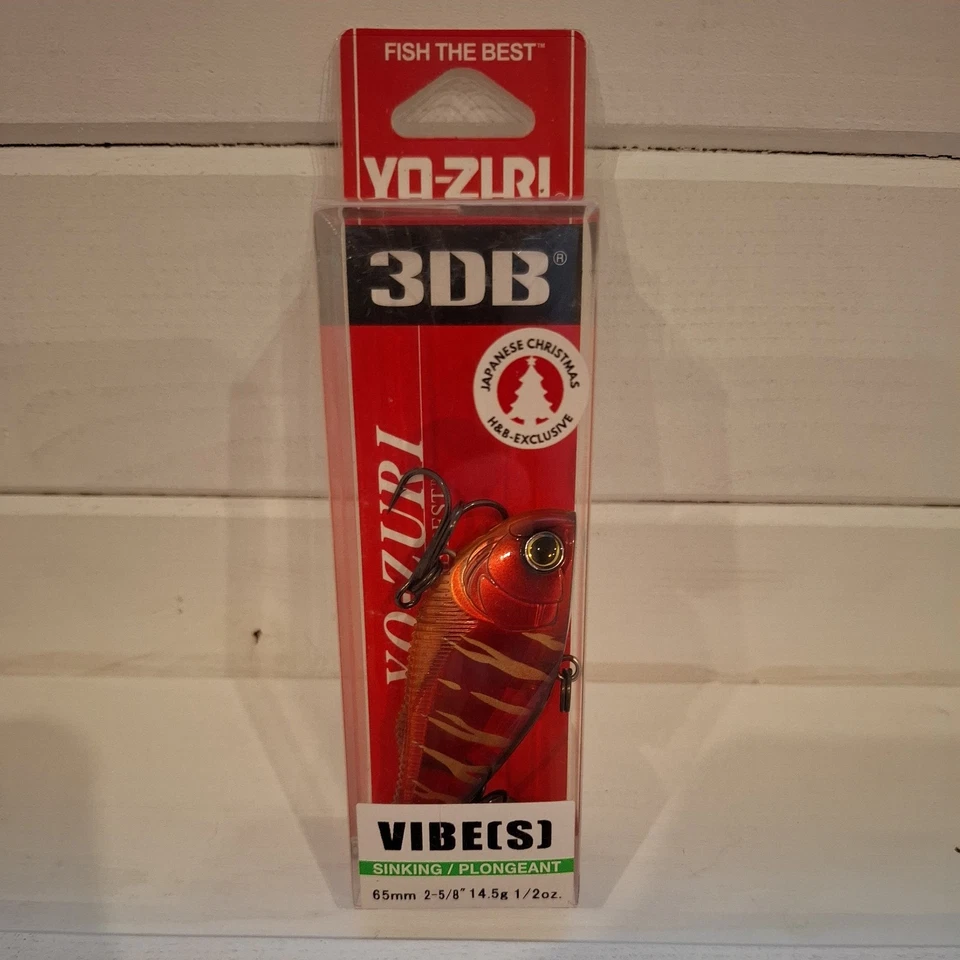 FISH THE BEST™
YO-ZURI®
3DB®
JAPANESE CHRISTMAS
H&B-EXCLUSIVE
YO-ZURI
EST
VIBE(S)
SINKING / PLONGEANT
65mm 2-5/8" 14.5g 1/2oz.